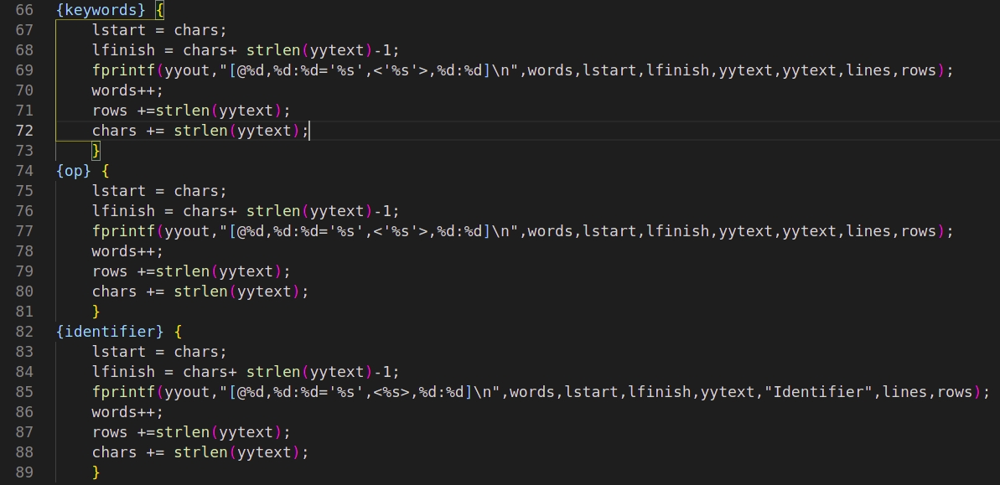 66 {keywords} {
67     lstart = chars;
68     lfinish = chars+ strlen(yytext)-1;
69     fprintf(yyout,"[@%d,%d:%d='%s',<'%s'>,%d:%d]\n",words,lstart,lfinish,yytext,yytext,lines,rows);
70     words++;
71     rows +=strlen(yytext);
72     chars += strlen(yytext);
73     }
74 {op} {
75     lstart = chars;
76     lfinish = chars+ strlen(yytext)-1;
77     fprintf(yyout,"[@%d,%d:%d='%s',<'%s'>,%d:%d]\n",words,lstart,lfinish,yytext,yytext,lines,rows);
78     words++;
79     rows +=strlen(yytext);
80     chars += strlen(yytext);
81     }
82 {identifier} {
83     lstart = chars;
84     lfinish = chars+ strlen(yytext)-1;
85     fprintf(yyout,"[@%d,%d:%d='%s',<%s>,%d:%d]\n",words,lstart,lfinish,yytext,"Identifier",lines,rows);
86     words++;
87     rows +=strlen(yytext);
88     chars += strlen(yytext);
89     }